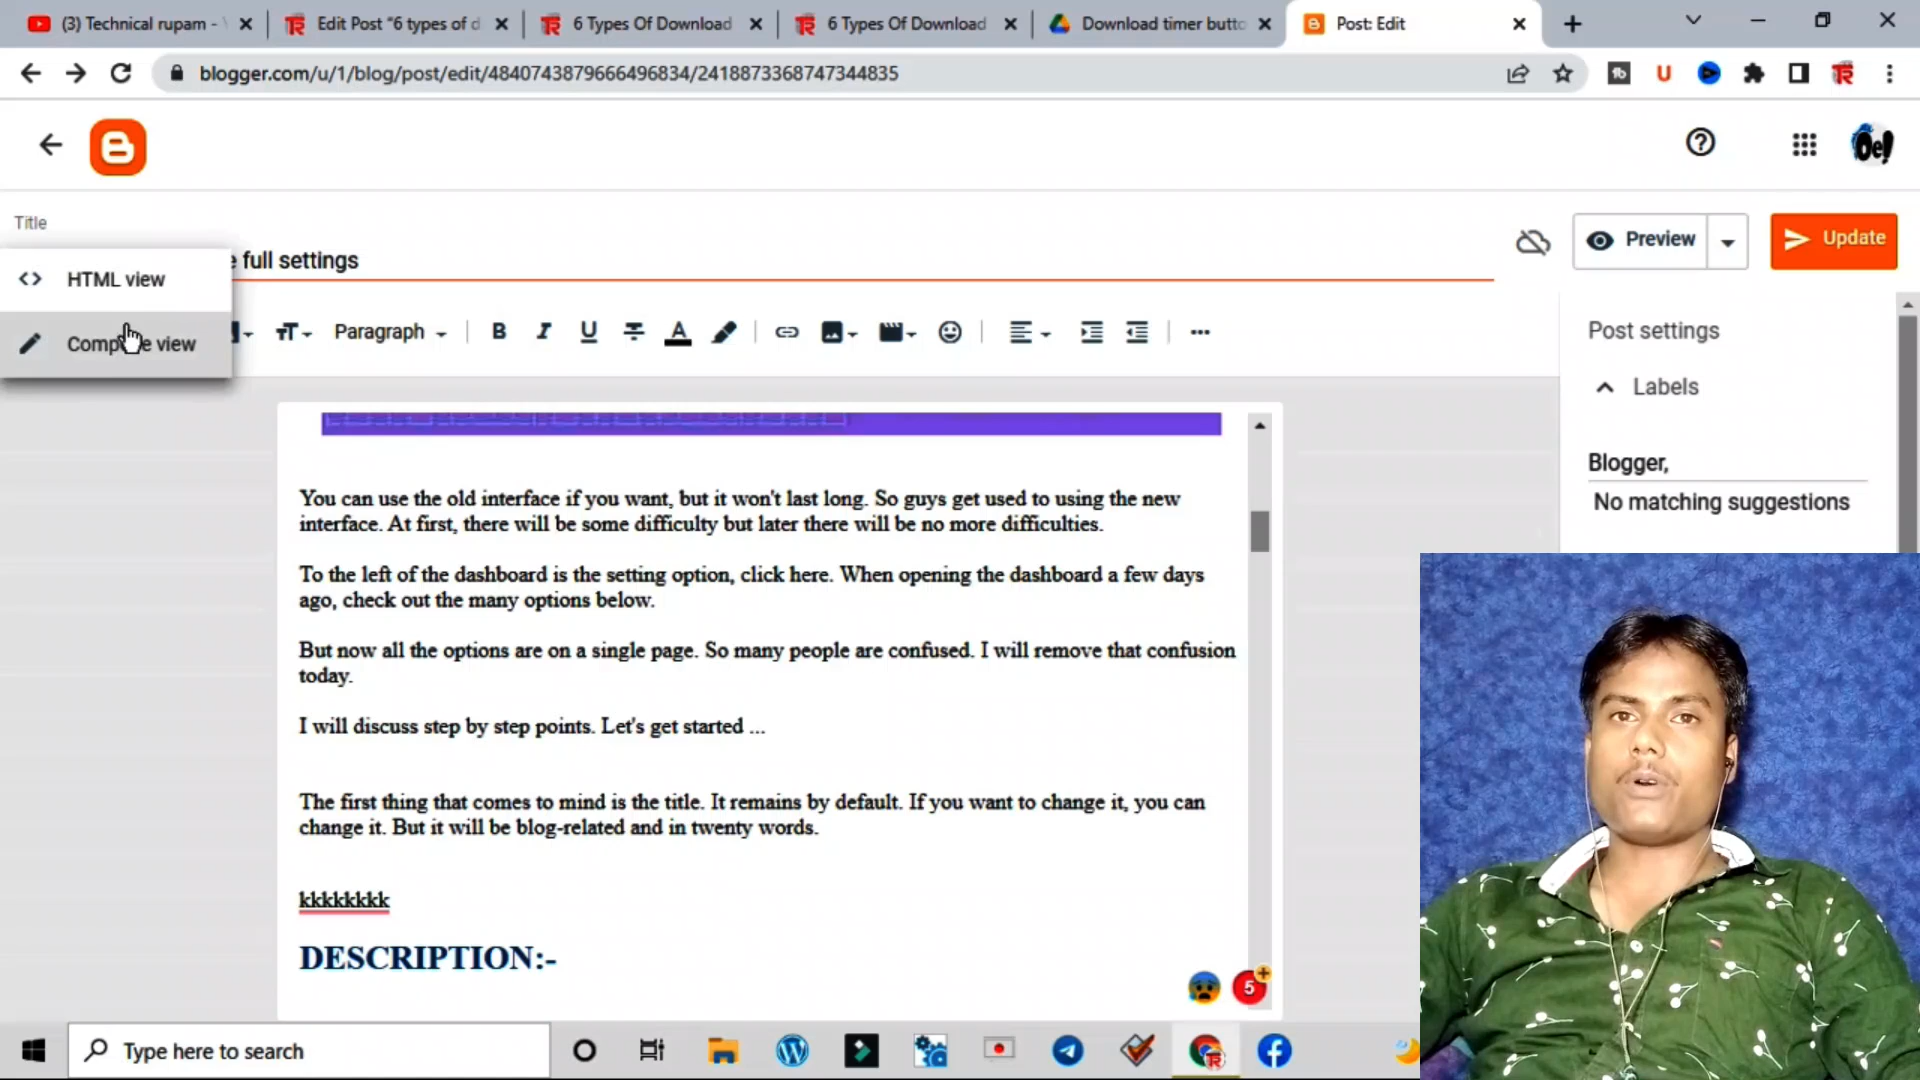 (3) Technical rupam -
Edit Post "6 types of d
6 Types Of Download
6 Types Of Download
Download timer butto
Post: Edit
blogger.com/u/1/blog/post/edit/4840743879666496834/2418873368747344835
Title
e full settings
Preview
Update
HTML view
Compose view
Paragraph
Post settings
Labels
Blogger,
No matching suggestions
You can use the old interface if you want, but it won't last long. So guys get used to using the new
interface. At first, there will be some difficulty but later there will be no more difficulties.
To the left of the dashboard is the setting option, click here. When opening the dashboard a few days
ago, check out the many options below.
But now all the options are on a single page. So many people are confused. I will remove that confusion
today.
I will discuss step by step points. Let's get started ...
The first thing that comes to mind is the title. It remains by default. If you want to change it, you can
change it. But it will be blog-related and in twenty words.
kkkkkkkk
DESCRIPTION:-
5
Type here to search